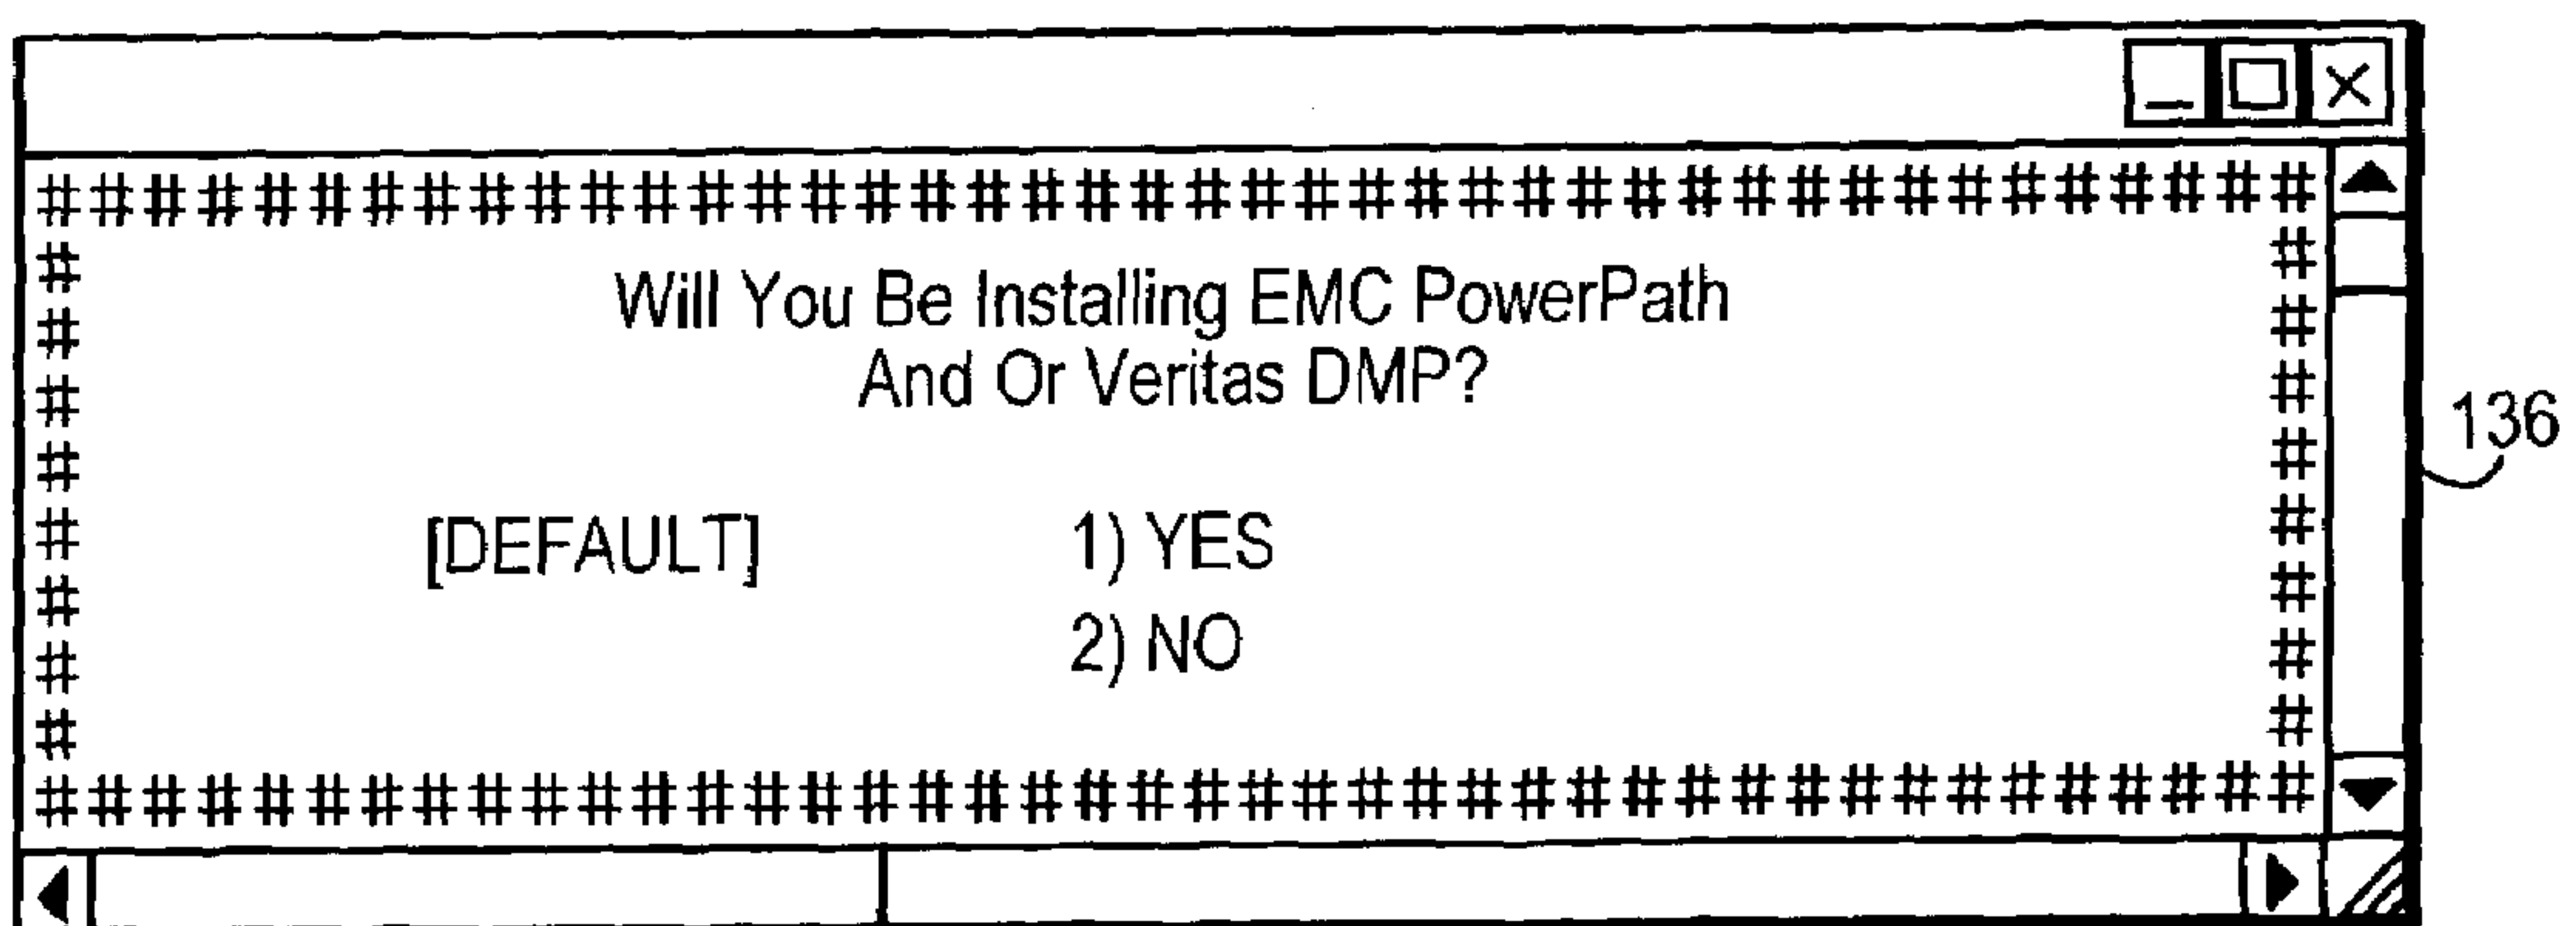 # # # # # # # # # # # # # # # # # # # # # # # # # # # # # # # # # # # # # # # # # #
# #
# Will You Be Installing EMC PowerPath #
# And Or Veritas DMP? #
# # 136
# [DEFAULT] 1) YES #
# #
# 2) NO #
# #
# # # # # # # # # # # # # # # # # # # # # # # # # # # # # # # # # # # # # # # # # #